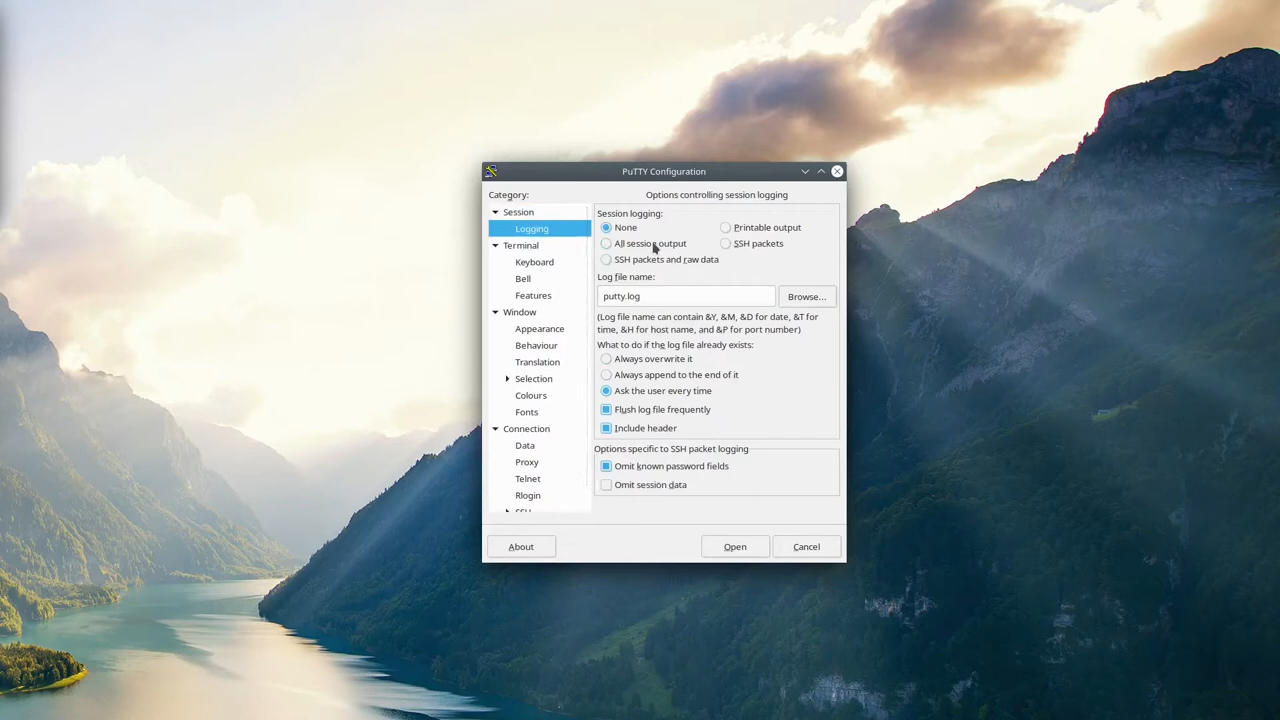 PuTTY Configuration
Category:
Session
Logging
Terminal
Keyboard
Bell
Features
Window
Appearance
Behaviour
Translation
Selection
Colours
Fonts
Connection
Data
Proxy
Telnet
Rlogin
SSH
Options controlling session logging
Session logging:
None
Printable output
All session output
SSH packets
SSH packets and raw data
Log file name:
putty.log
Browse...
(Log file name can contain &Y, &M, &D for date, &T for
time, &H for host name, and &P for port number)
What to do if the log file already exists:
Always overwrite it
Always append to the end of it
Ask the user every time
Flush log file frequently
Include header
Options specific to SSH packet logging
Omit known password fields
Omit session data
About
Open
Cancel